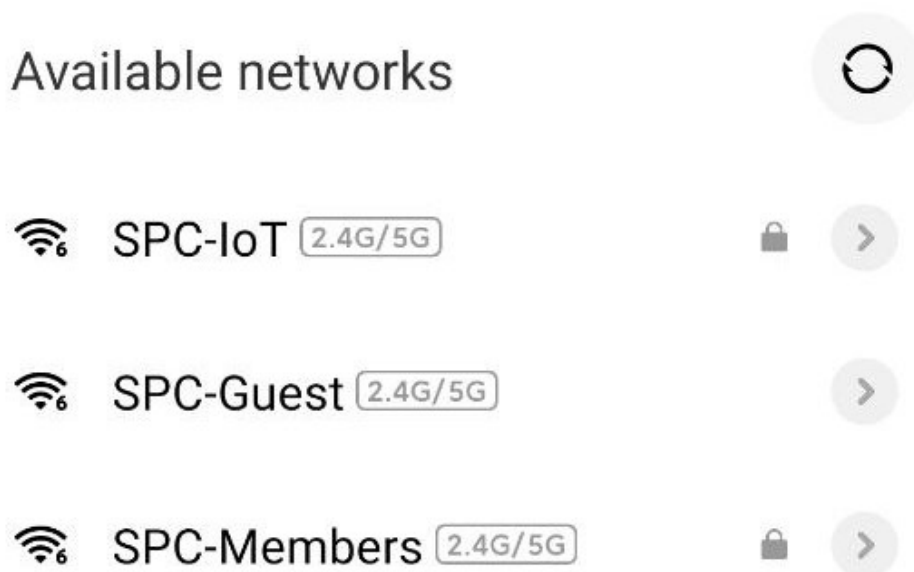 Available networks
SPC-IoT 2.4G/5G
SPC-Guest 2.4G/5G
SPC-Members 2.4G/5G